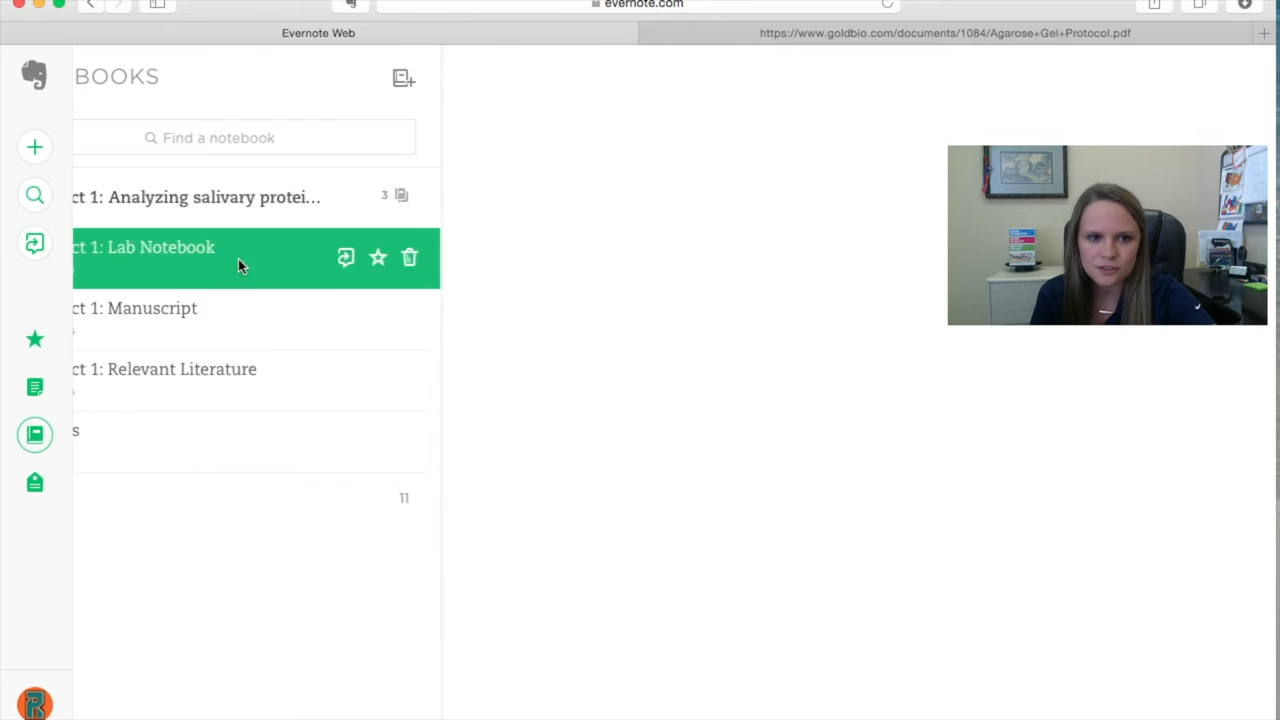 evernote.com
Evernote Web
https://www.goldbio.com/documents/1084/Agarose+Gel+Protocol.pdf
BOOKS
Find a notebook
ct 1: Analyzing salivary protei...
3
ct 1: Lab Notebook
ct 1: Manuscript
ct 1: Relevant Literature
s
11